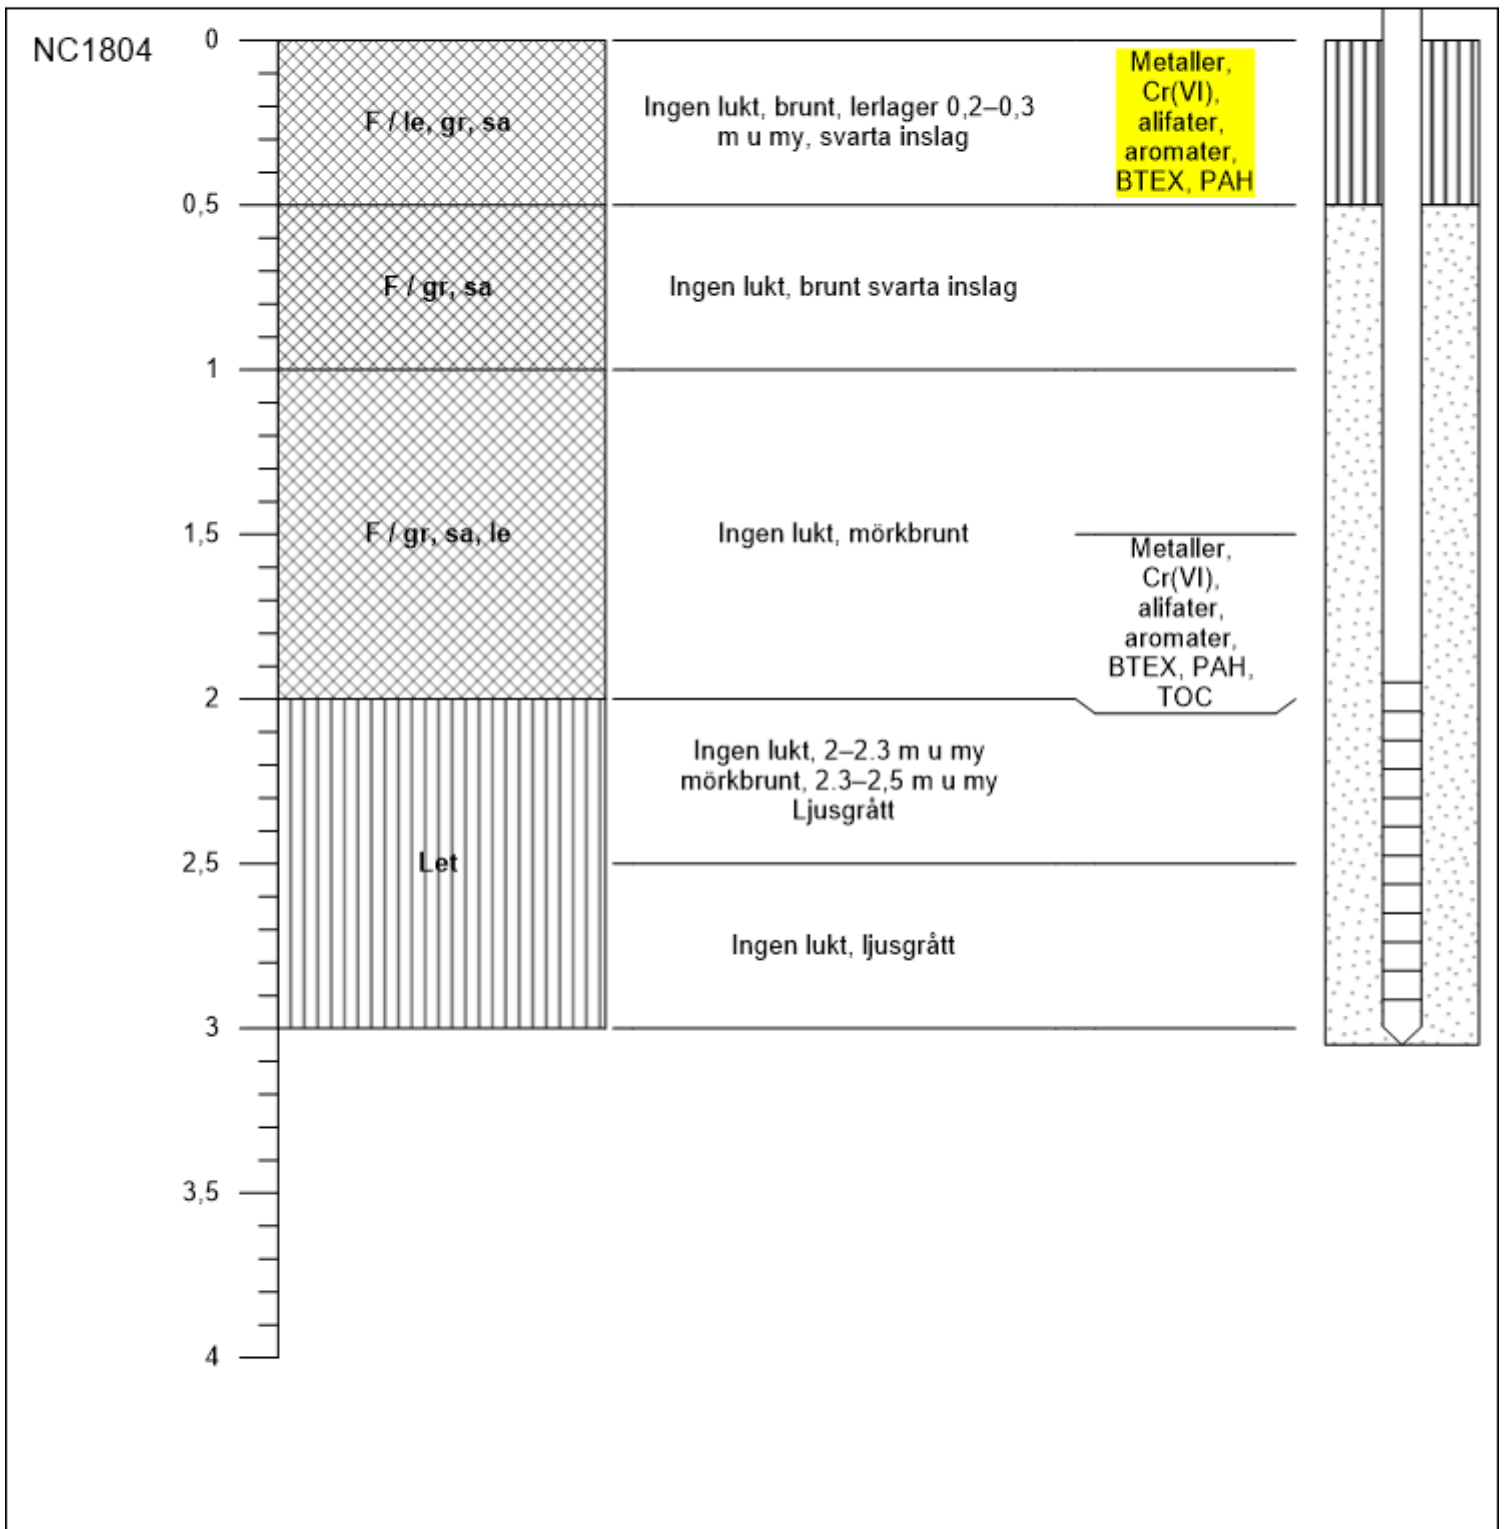 NC1804
0
F / le, gr, sa
Ingen lukt, brunt, lerlager 0,2–0,3
m u my, svarta inslag
Metaller,
Cr(VI),
alifater,
aromater,
BTEX, PAH
0,5
F / gr, sa
Ingen lukt, brunt svarta inslag
1
F / gr, sa, le
Ingen lukt, mörkbrunt
1,5
Metaller,
Cr(VI),
alifater,
aromater,
BTEX, PAH,
TOC
2
Ingen lukt, 2–2.3 m u my
mörkbrunt, 2.3–2,5 m u my
Ljusgrått
2,5
Let
Ingen lukt, ljusgrått
3
3,5
4